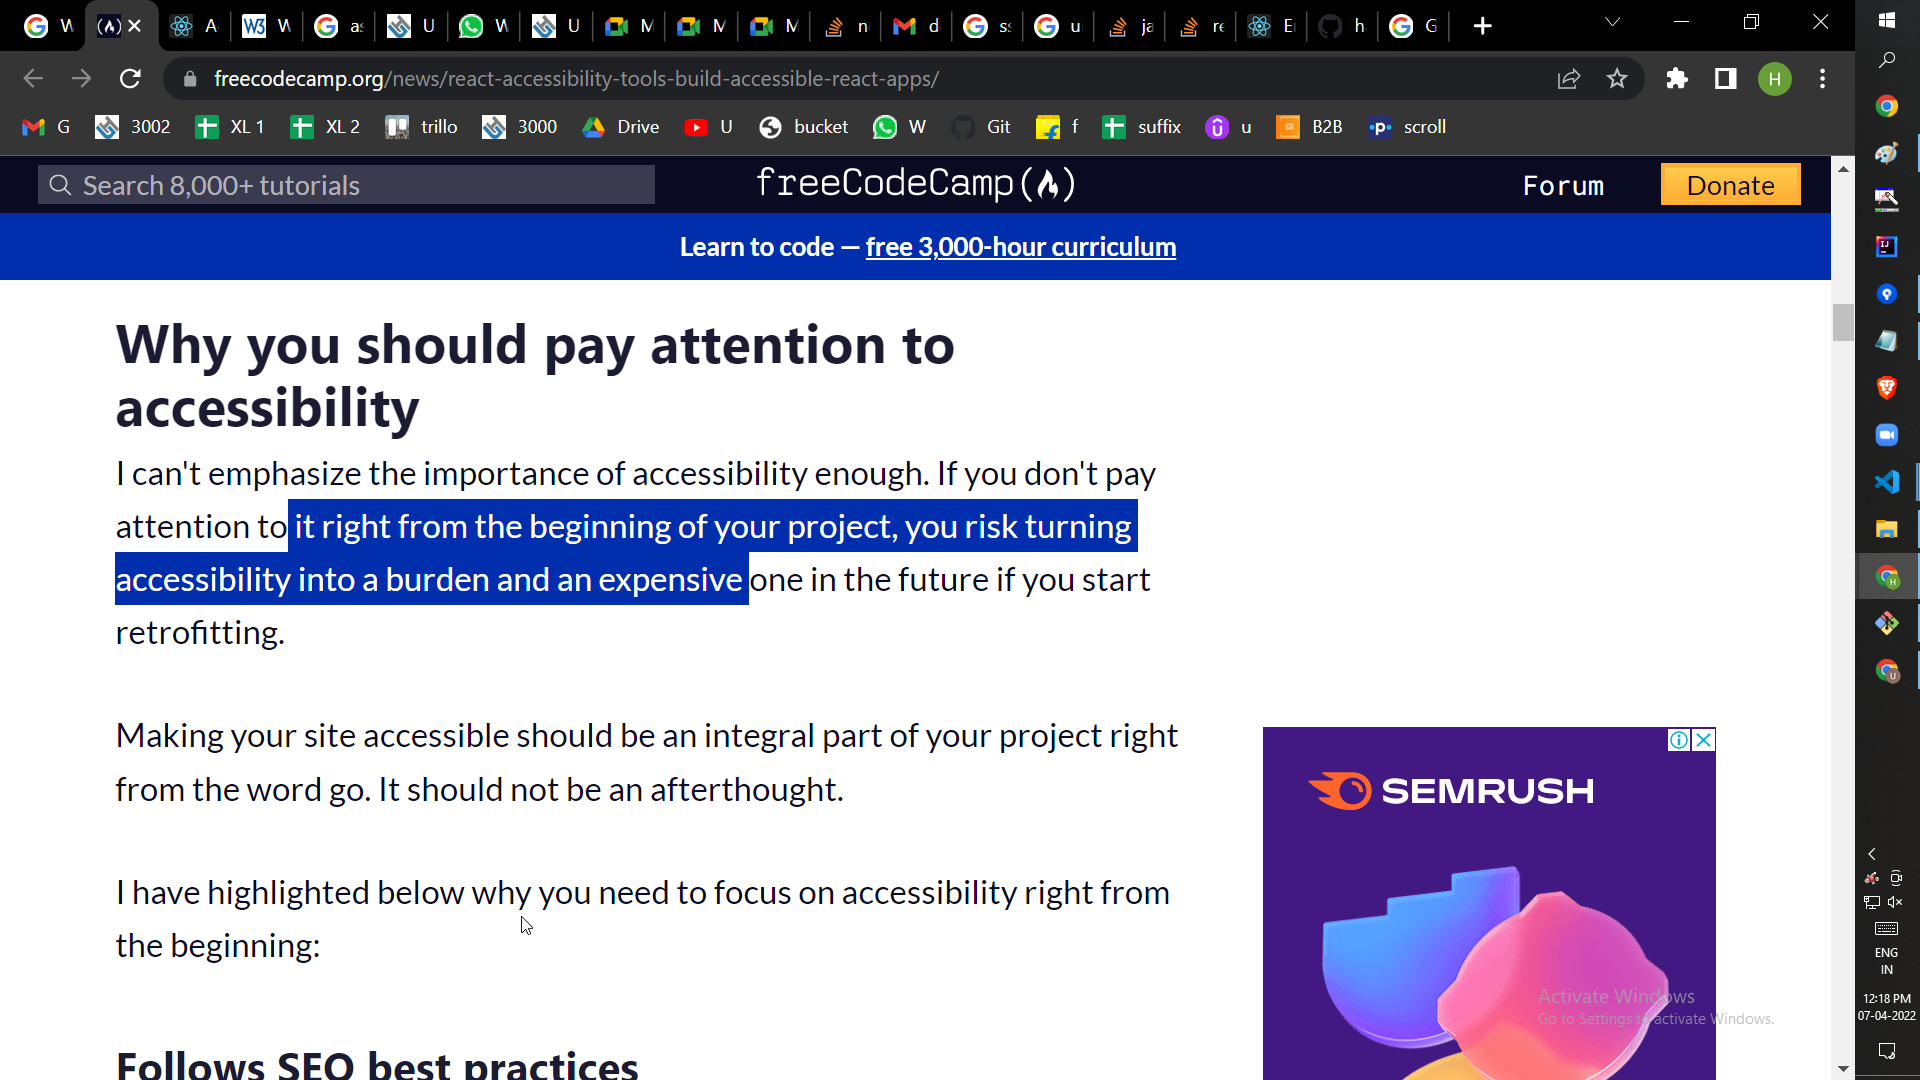 freecodecamp.org/news/react-accessibility-tools-build-accessible-react-apps/
G 3002 XL 1 XL 2 trillo 3000 Drive U bucket W Git f suffix u B2B scroll
Search 8,000+ tutorials
freeCodeCamp
Forum
Donate
Learn to code — free 3,000-hour curriculum
Why you should pay attention to
accessibility
I can't emphasize the importance of accessibility enough. If you don't pay
attention to it right from the beginning of your project, you risk turning
accessibility into a burden and an expensive one in the future if you start
retrofitting.
Making your site accessible should be an integral part of your project right
from the word go. It should not be an afterthought.
I have highlighted below why you need to focus on accessibility right from
the beginning:
Follows SEO best practices
SEMRUSH
Activate Windows
Go to Settings to activate Windows.
ENG
IN
12:18 PM
07-04-2022